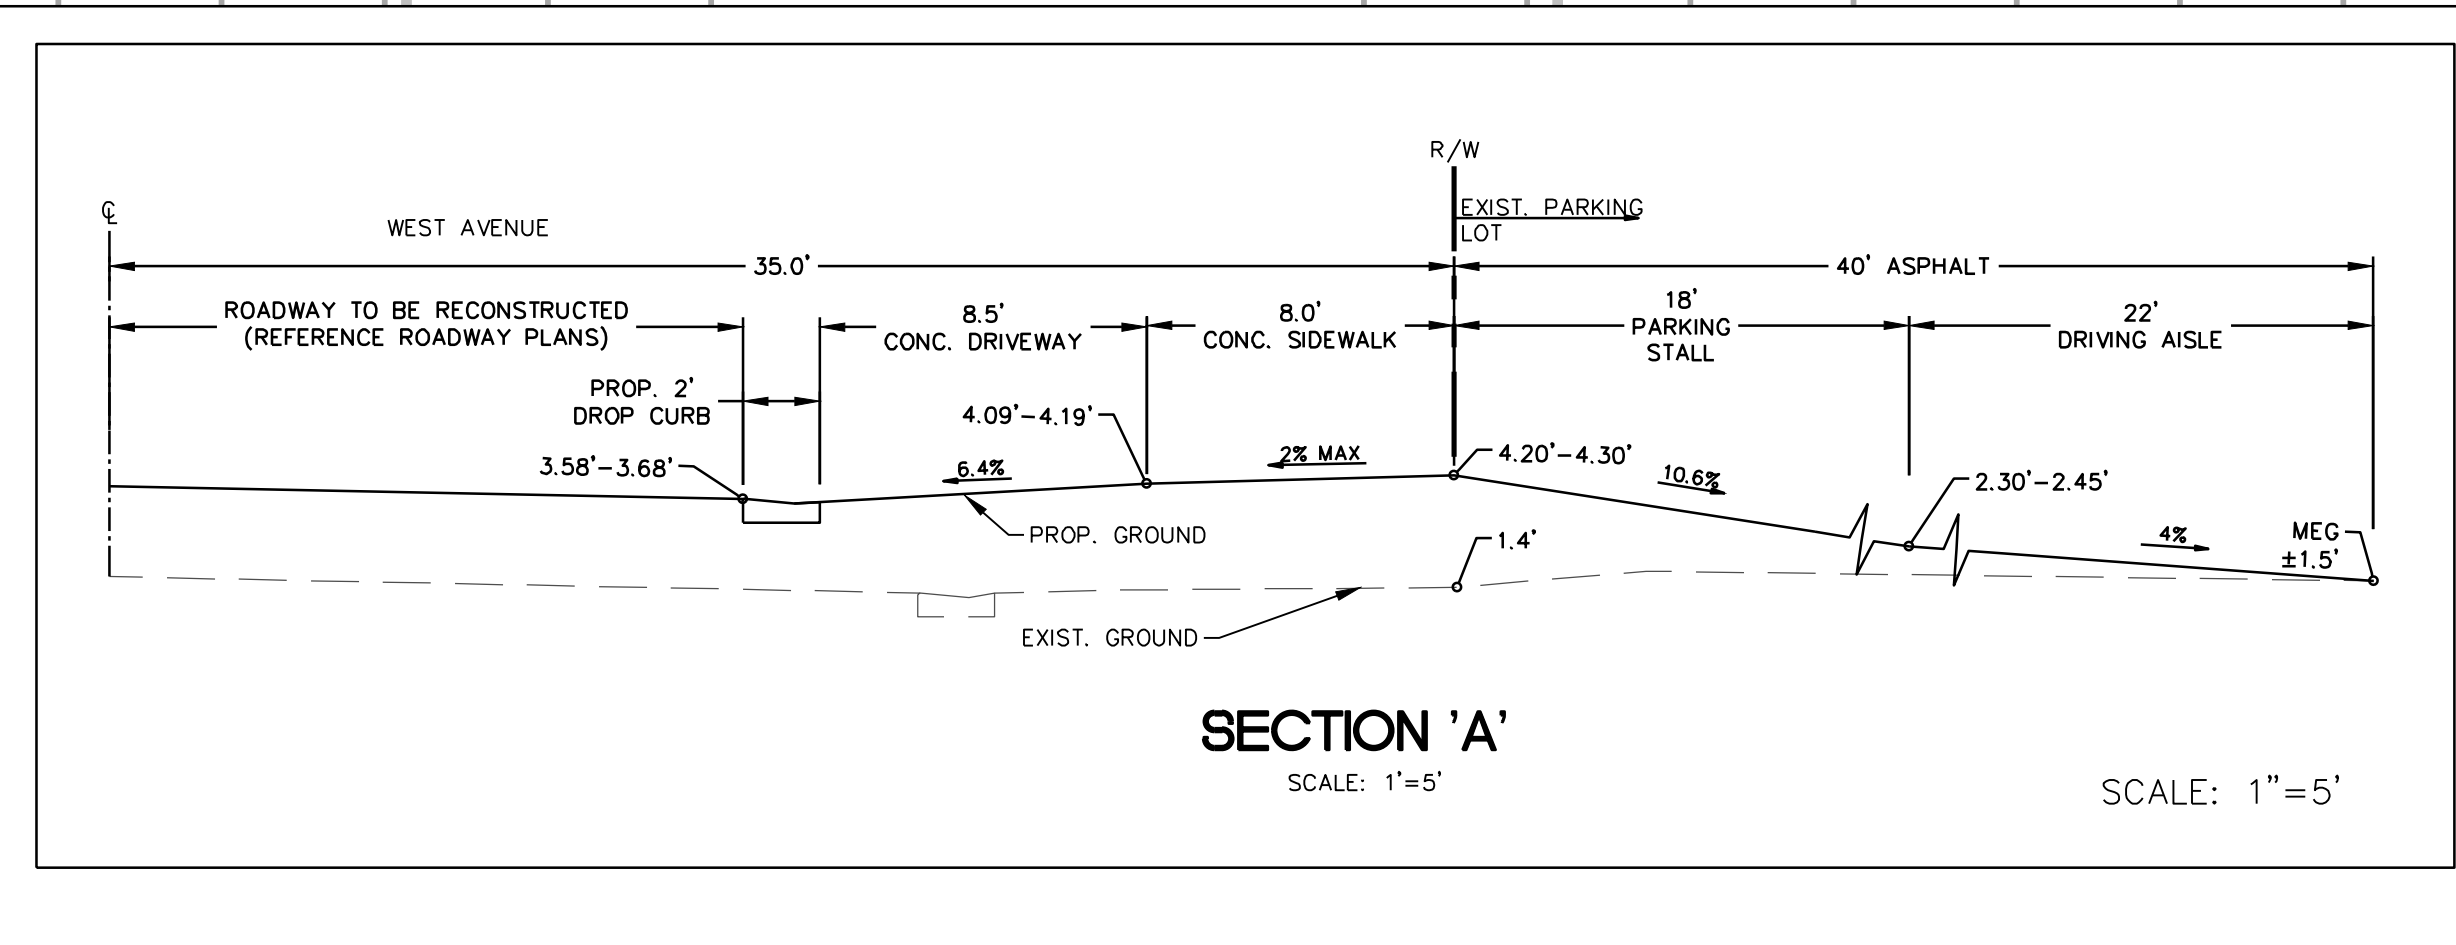 R/W
℄
WEST AVENUE
EXIST. PARKING
LOT
35.0'
40' ASPHALT
ROADWAY TO BE RECONSTRUCTED
(REFERENCE ROADWAY PLANS)
8.5'
CONC. DRIVEWAY
8.0'
CONC. SIDEWALK
18'
PARKING
STALL
22'
DRIVING AISLE
PROP. 2'
DROP CURB
4.09'-4.19'
3.58'-3.68'
6.4%
2% MAX
4.20'-4.30'
10.6%
2.30'-2.45'
PROP. GROUND
1.4'
4%
MEG
±1.5'
EXIST. GROUND
SECTION 'A'
SCALE: 1'=5'
SCALE: 1"=5'